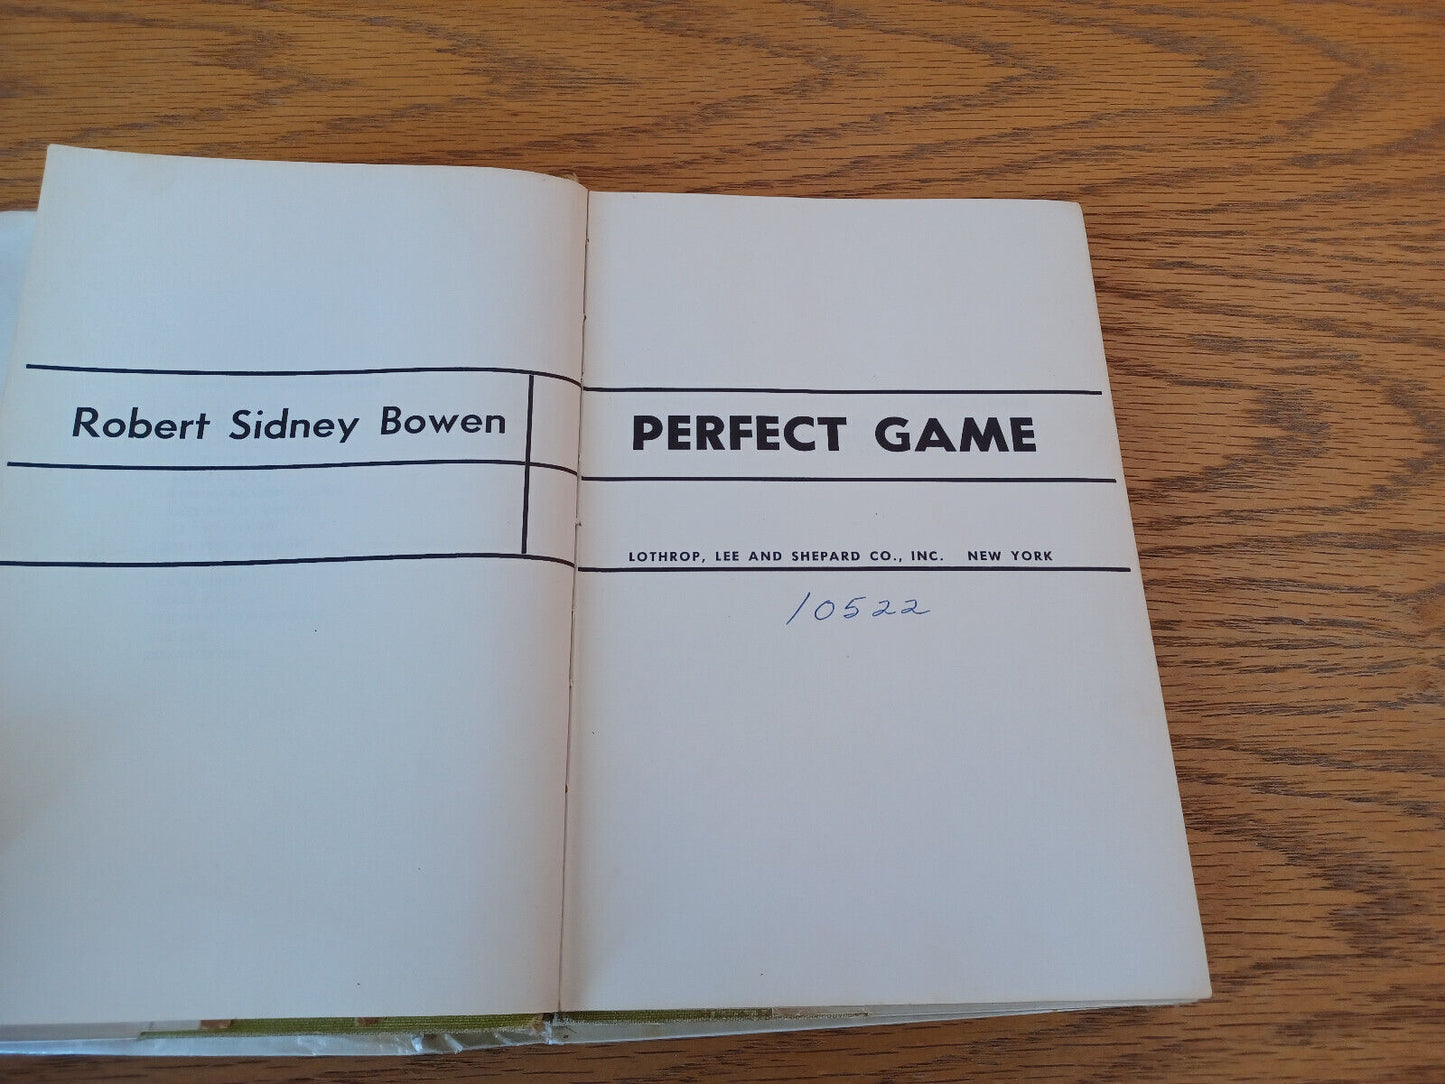 Robert Sidney Bowen
PERFECT GAME
LOTHROP, LEE AND SHEPARD CO., INC. NEW YORK
10522